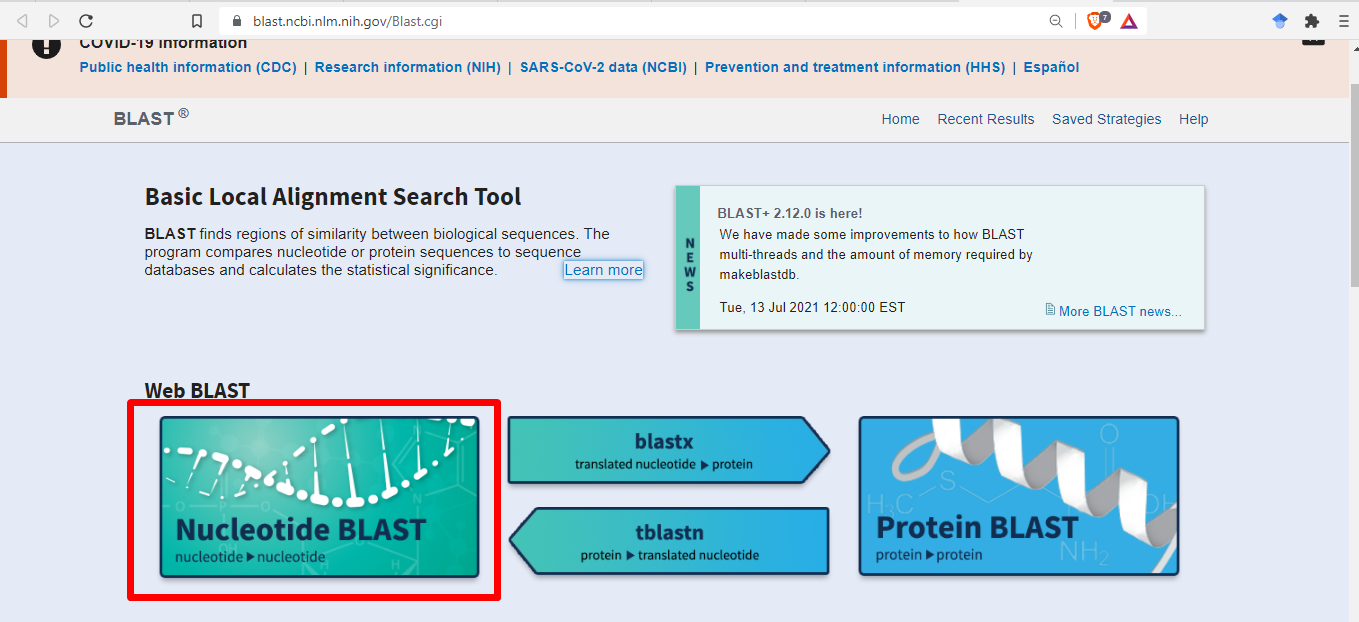 blast.ncbi.nlm.nih.gov/Blast.cgi
7
COVID-19 Information
Public health information (CDC) | Research information (NIH) | SARS-CoV-2 data (NCBI) | Prevention and treatment information (HHS) | Español
BLAST ®
Home Recent Results Saved Strategies Help
Basic Local Alignment Search Tool
BLAST finds regions of similarity between biological sequences. The
program compares nucleotide or protein sequences to sequence
databases and calculates the statistical significance. Learn more
NEWS
BLAST+ 2.12.0 is here!
We have made some improvements to how BLAST
multi-threads and the amount of memory required by
makeblastdb.
Tue, 13 Jul 2021 12:00:00 EST
More BLAST news...
Web BLAST
Nucleotide BLAST
nucleotide ▶ nucleotide
blastx
translated nucleotide ▶ protein
tblastn
protein ▶ translated nucleotide
Protein BLAST
protein ▶ protein
H₃C
S
O
OH
NH₂